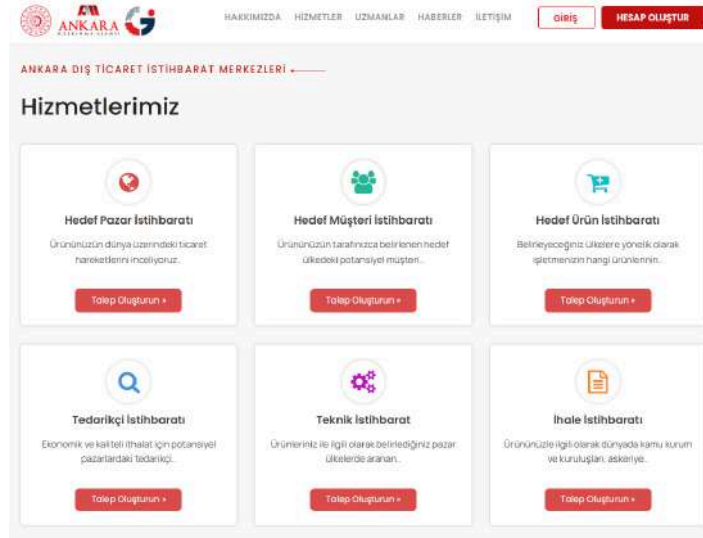 ANKARA
HAKKIMIZDA HİZMETLER UZMANLAR HABERLER İLETİŞİM GİRİŞ HESAP OLUŞTUR
ANKARA DIŞ TİCARET İSTİHBARAT MERKEZLERİ
Hizmetlerimiz
Hedef Pazar İstihbaratı
Ürününüzün dünya üzerindeki ticaret
hareketlerini inceliyoruz.
Talep Oluşturun »
Hedef Müşteri İstihbaratı
Ürününüzün tarafınızca belirlenen hedef
ülkedeki potansiyel müşteri..
Talep Oluşturun »
Hedef Ürün İstihbaratı
Belirleyeceğiniz ülkelere yönelik olarak
işletmenizin hangi ürünlerinin..
Talep Oluşturun »
Tedarikçi İstihbaratı
Ekonomik ve kaliteli ithalat için potansiyel
pazarlardaki tedarikçi..
Talep Oluşturun »
Teknik İstihbarat
Ürünleriniz ile ilgili olarak belirlediğiniz pazar
ülkelerde aranan..
Talep Oluşturun »
İhale İstihbaratı
Ürününüzle ilgili olarak dünyada kamu kurum
ve kuruluşları, askeriye..
Talep Oluşturun »